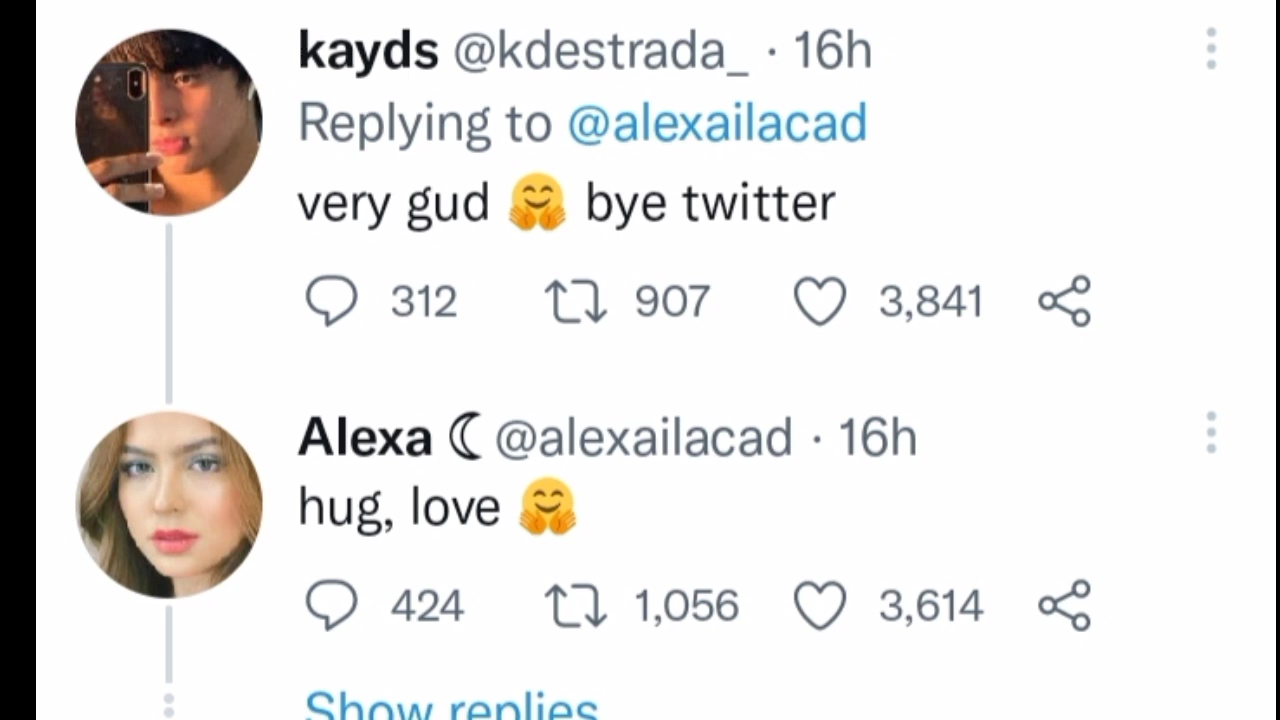 kayds @kdestrada_ · 16h
Replying to @alexailacad
very gud 🤗 bye twitter
312 907 3,841
Alexa ☾ @alexailacad · 16h
hug, love 🤗
424 1,056 3,614
Show replies